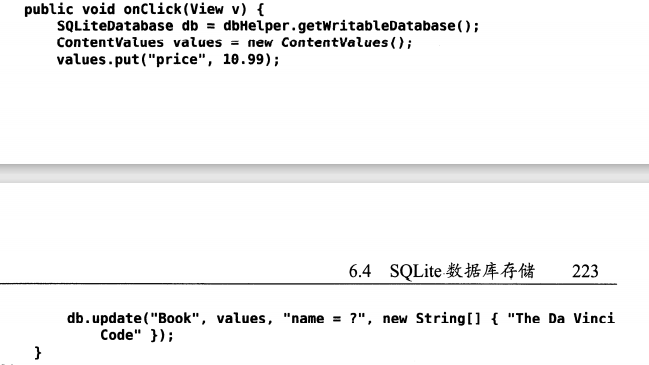 public void onClick(View v) {
SQLiteDatabase db = dbHelper.getWritableDatabase();
ContentValues values = new ContentValues();
values.put("price", 10.99);
6.4 SQLite 数据库存储 223
db.update("Book", values, "name = ?", new String[] { "The Da Vinci
Code" });
}